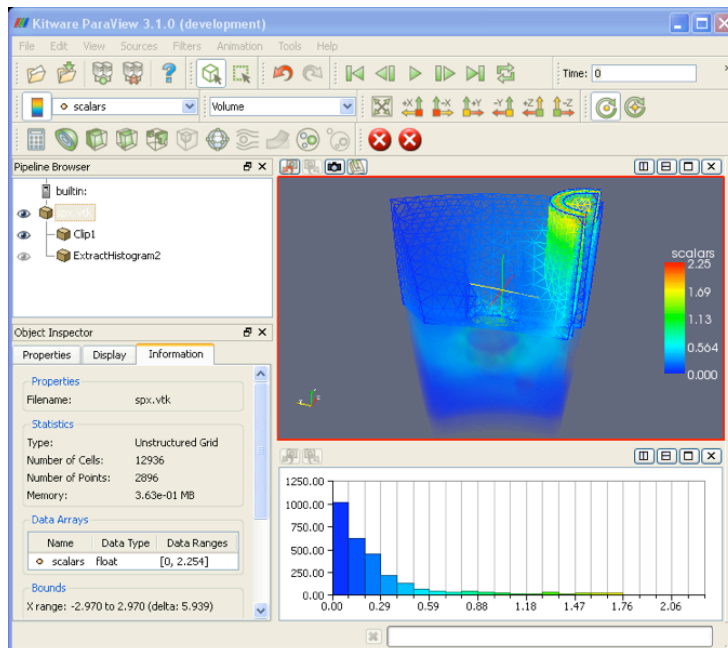 Kitware ParaView 3.1.0 (development)
File Edit View Sources Filters Animation Tools Help
Time: 0
scalars Volume +X -X +Y -Y +Z -Z
Pipeline Browser
builtin:
spx.vtk
Clip1
ExtractHistogram2
Object Inspector
Properties Display Information
Properties
Filename: spx.vtk
Statistics
Type: Unstructured Grid
Number of Cells: 12936
Number of Points: 2896
Memory: 3.63e-01 MB
Data Arrays
Name Data Type Data Ranges
scalars float [0, 2.254]
Bounds
X range: -2.970 to 2.970 (delta: 5.939)
scalars
2.25
1.69
1.13
0.564
0.000
1250.00
1000.00
750.00
500.00
250.00
0.00
0.00 0.29 0.59 0.88 1.18 1.47 1.76 2.06